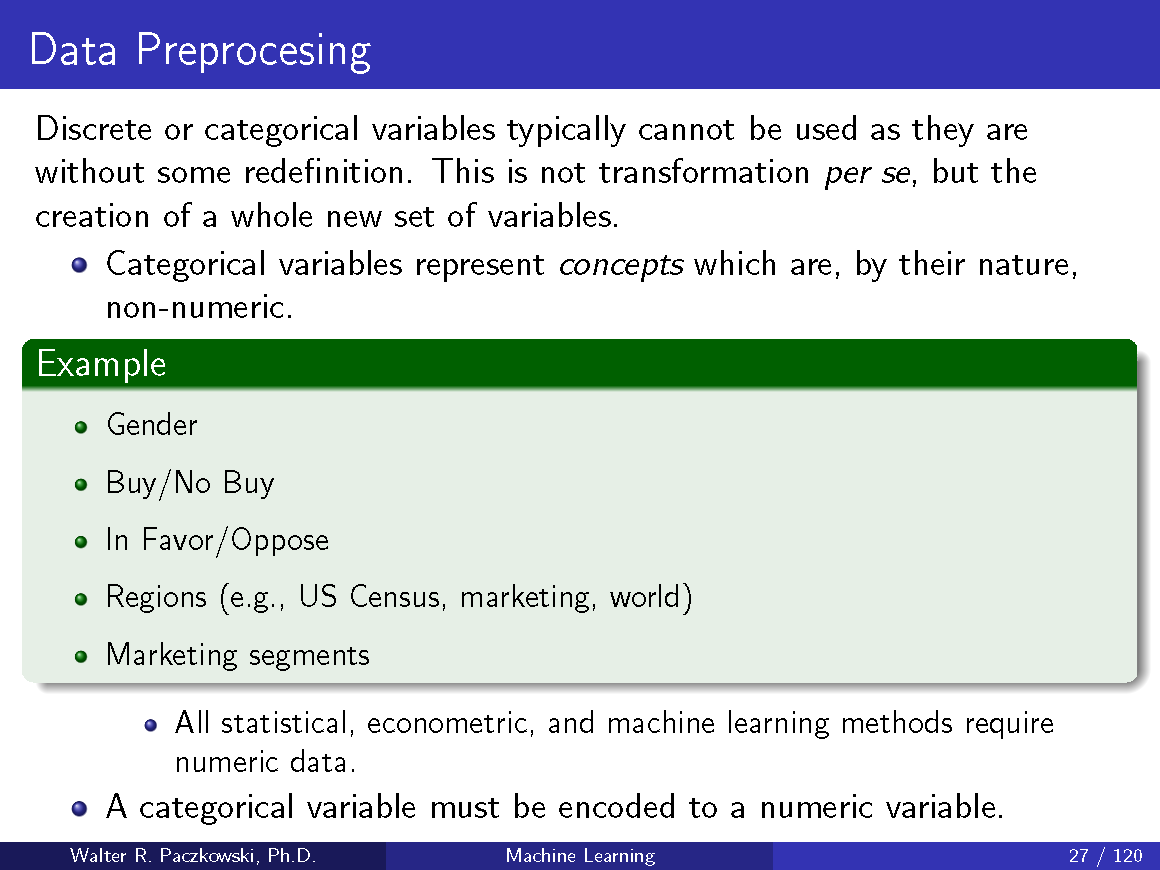 Data Preprocesing
Discrete or categorical variables typically cannot be used as they are
without some redefinition. This is not transformation per se, but the
creation of a whole new set of variables.
Categorical variables represent concepts which are, by their nature,
non-numeric.
Example
Gender
Buy/No Buy
In Favor/Oppose
Regions (e.g., US Census, marketing, world)
Marketing segments
All statistical, econometric, and machine learning methods require
numeric data.
A categorical variable must be encoded to a numeric variable.
Walter R. Paczkowski, Ph.D. Machine Learning 27 / 120